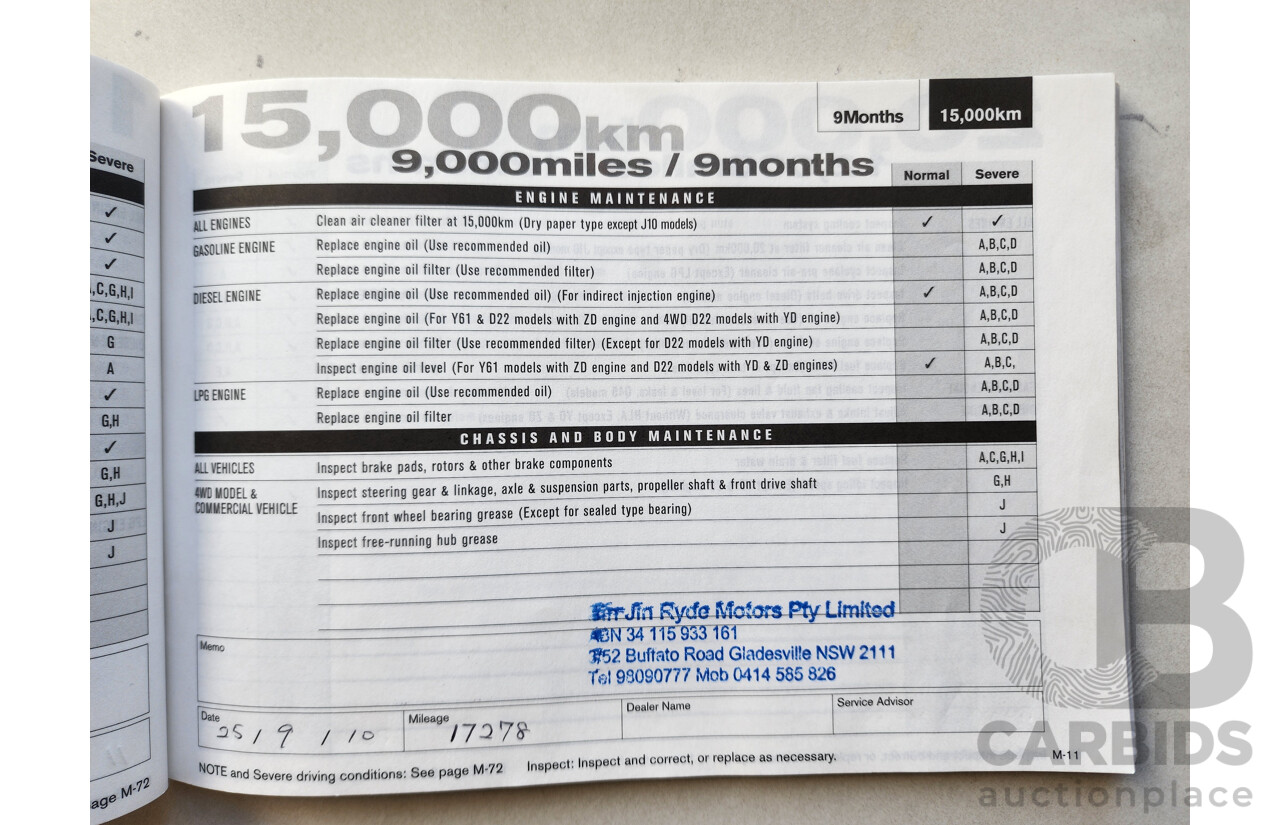 15,000km
9,000miles / 9months
9Months
15,000km
Normal
Severe
ENGINE MAINTENANCE
ALL ENGINES Clean air cleaner filter at 15,000km (Dry paper type except J10 models) ✓ ✓
GASOLINE ENGINE Replace engine oil (Use recommended oil) A,B,C,D
Replace engine oil filter (Use recommended filter) A,B,C,D
DIESEL ENGINE Replace engine oil (Use recommended oil) (For indirect injection engine) ✓ A,B,C,D
Replace engine oil (For Y61 & D22 models with ZD engine and 4WD D22 models with YD engine) A,B,C,D
Replace engine oil filter (Use recommended filter) (Except for D22 models with YD engine) A,B,C,D
Inspect engine oil level (For Y61 models with ZD engine and D22 models with YD & ZD engines) ✓ A,B,C,
LPG ENGINE Replace engine oil (Use recommended oil) A,B,C,D
Replace engine oil filter A,B,C,D
CHASSIS AND BODY MAINTENANCE
ALL VEHICLES Inspect brake pads, rotors & other brake components A,C,G,H,I
4WD MODEL & COMMERCIAL VEHICLE Inspect steering gear & linkage, axle & suspension parts, propeller shaft & front drive shaft G,H
Inspect front wheel bearing grease (Except for sealed type bearing) J
Inspect free-running hub grease J
Jin Ryde Motors Pty Limited
ABN 34 115 933 161
Buffalo Road Gladesville NSW 2111
Tel 98090777 Mob 0414 585 826
Memo
Date 25 / 9 / 10
Mileage 17278
Dealer Name
Service Advisor
NOTE and Severe driving conditions: See page M-72
Inspect: Inspect and correct, or replace as necessary.
M-11
Severe
✓
✓
✓
,C,G,H,I
,C,G,H,I
G
A
✓
G,H
✓
G,H
G,H,J
J
J
age M-72
CARBIDS
auctionplace